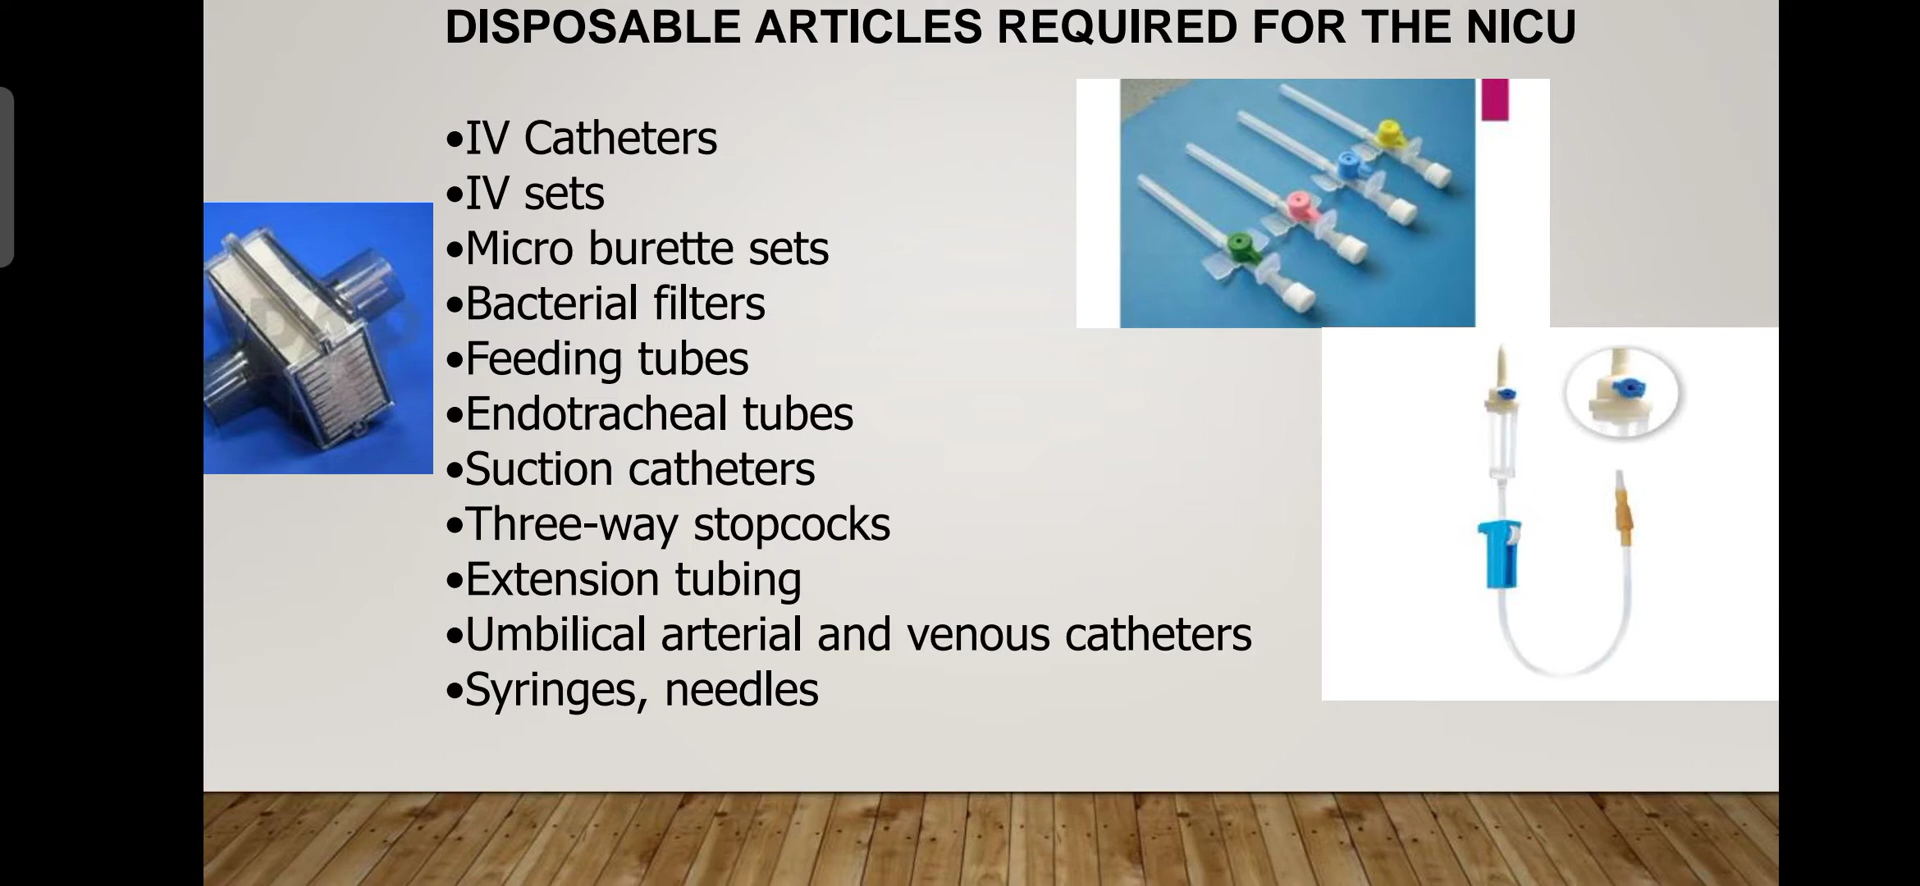 DISPOSABLE ARTICLES REQUIRED FOR THE NICU
•IV Catheters
•IV sets
•Micro burette sets
•Bacterial filters
•Feeding tubes
•Endotracheal tubes
•Suction catheters
•Three-way stopcocks
•Extension tubing
•Umbilical arterial and venous catheters
•Syringes, needles